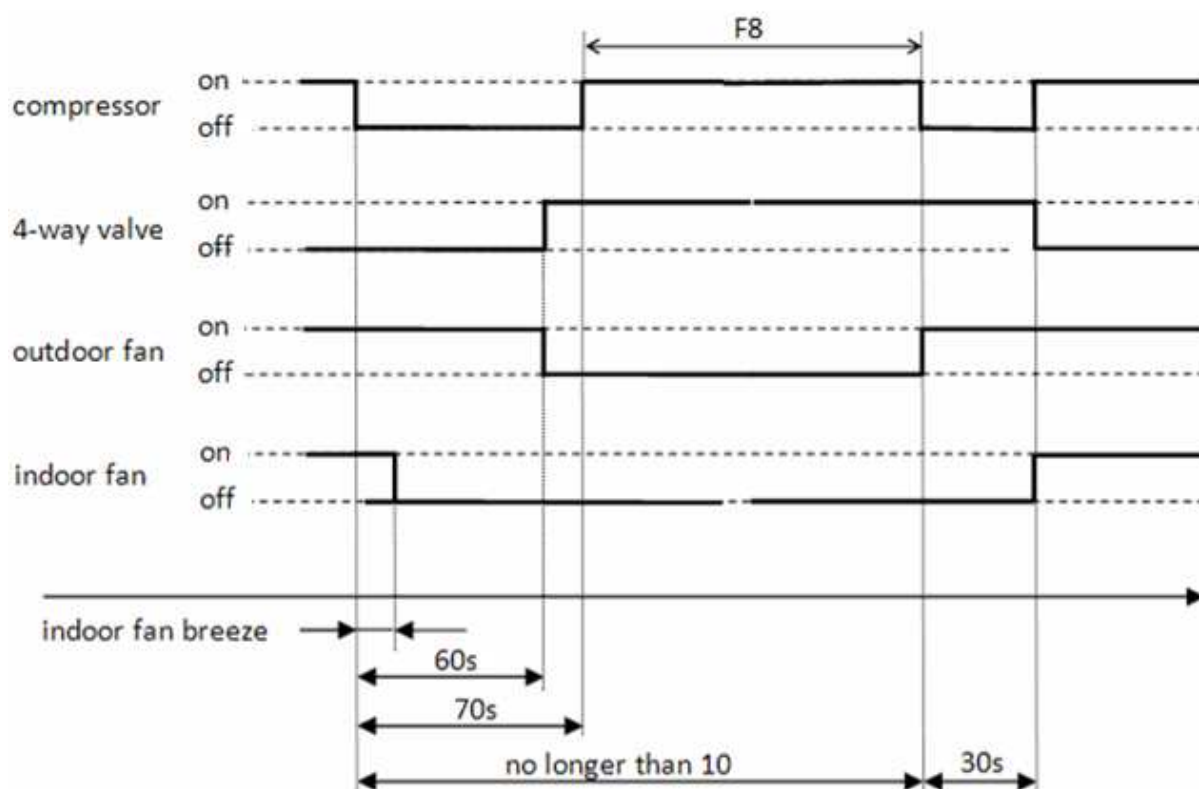 F8
on
compressor
off
on
4-way valve
off
on
outdoor fan
off
on
indoor fan
off
indoor fan breeze
60s
70s
no longer than 10
30s